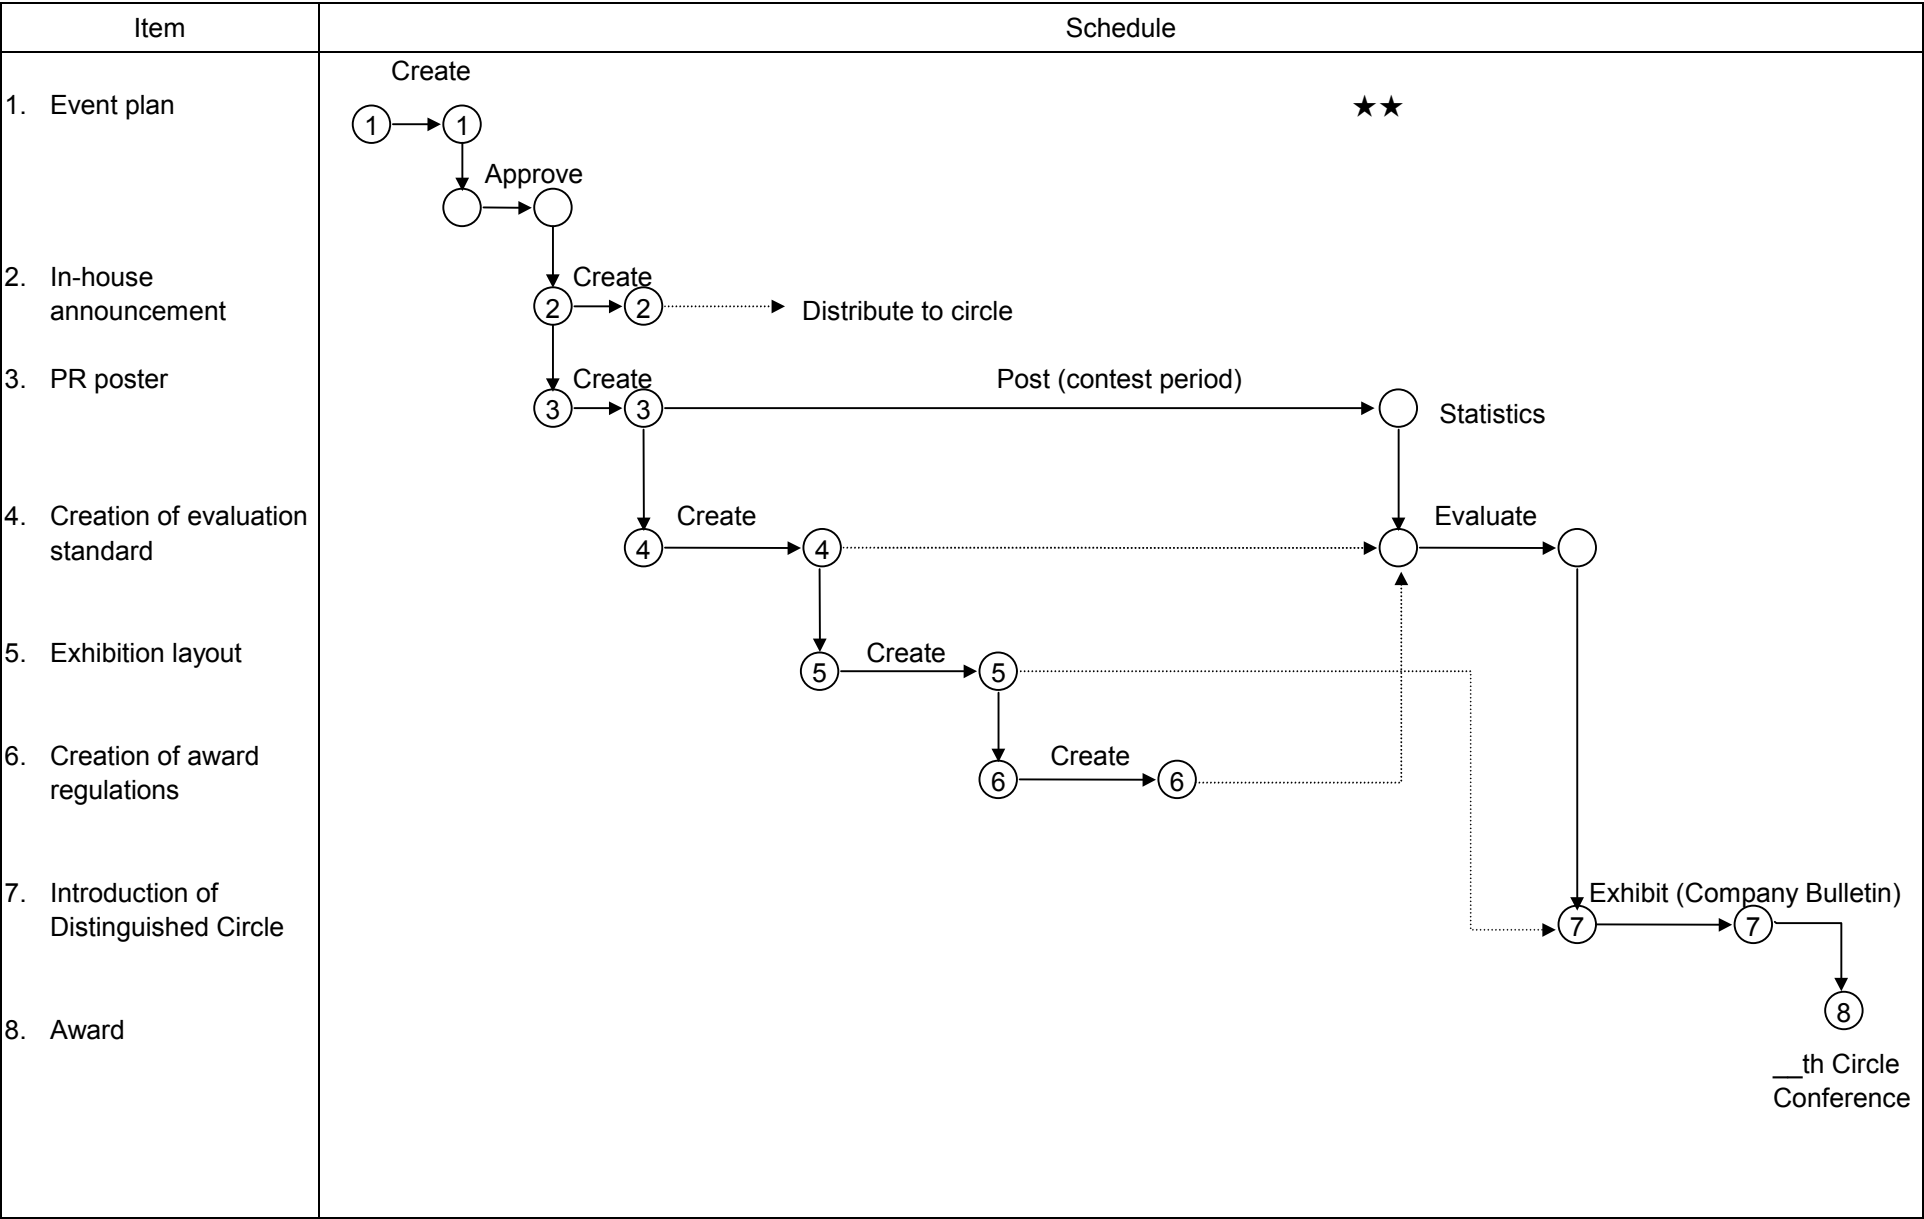 Item
Schedule
Create
1. Event plan
★★
1
1
Approve
2. In-house
announcement
Create
2
2
Distribute to circle
3. PR poster
Create
Post (contest period)
3
3
Statistics
4. Creation of evaluation
standard
Create
Evaluate
4
4
5. Exhibition layout
Create
5
5
6. Creation of award
regulations
Create
6
6
7. Introduction of
Distinguished Circle
Exhibit (Company Bulletin)
7
7
8. Award
8
__th Circle
Conference